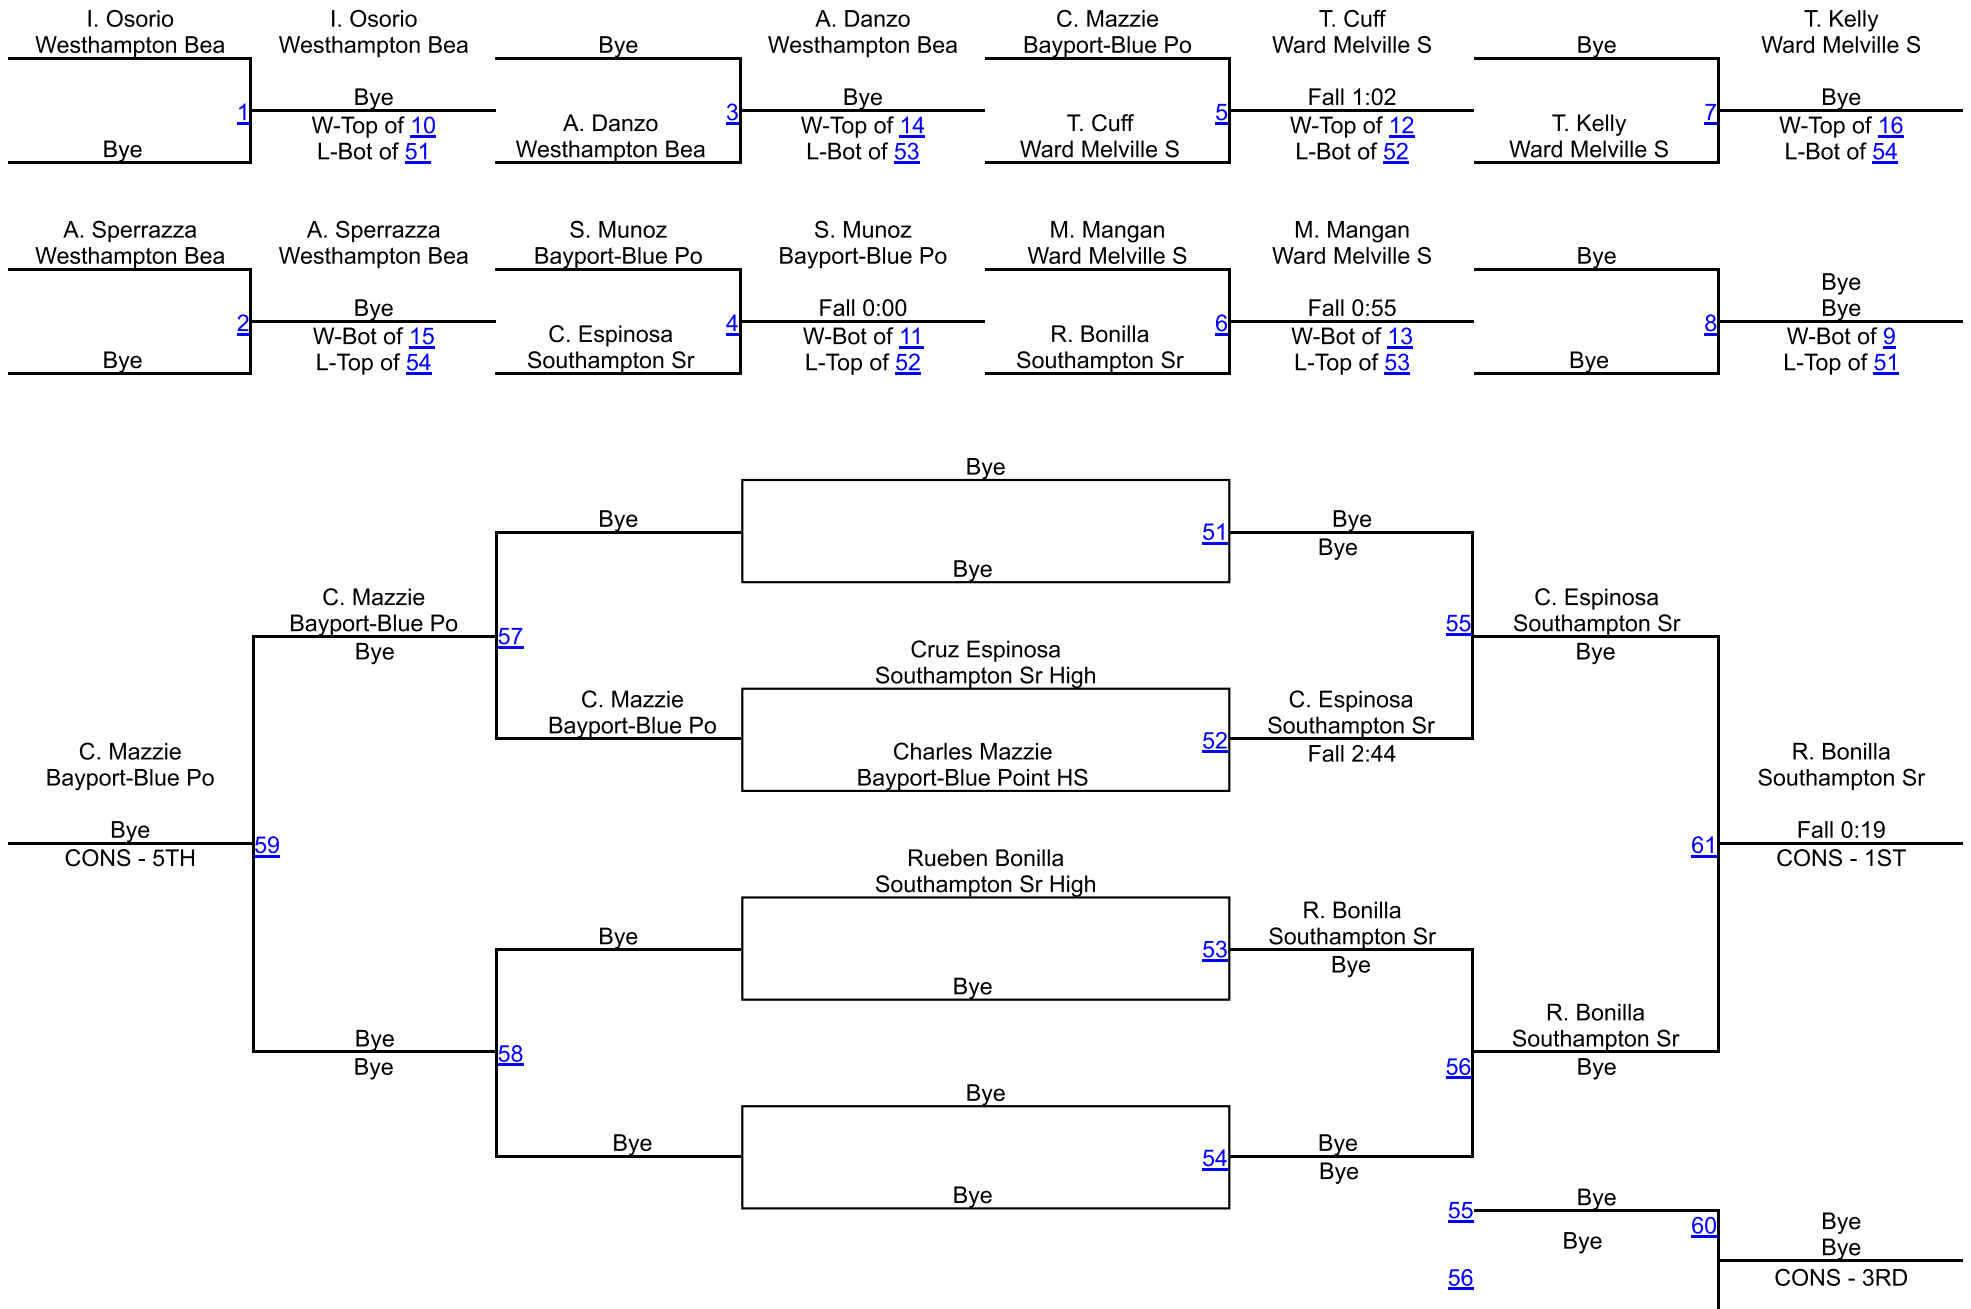 I. Osorio
Westhampton Bea
1
Bye
I. Osorio
Westhampton Bea
Bye
W-Top of 10
L-Bot of 51
Bye
3
A. Danzo
Westhampton Bea
A. Danzo
Westhampton Bea
Bye
W-Top of 14
L-Bot of 53
C. Mazzie
Bayport-Blue Po
5
T. Cuff
Ward Melville S
T. Cuff
Ward Melville S
Fall 1:02
W-Top of 12
L-Bot of 52
Bye
7
T. Kelly
Ward Melville S
T. Kelly
Ward Melville S
Bye
W-Top of 16
L-Bot of 54
A. Sperrazza
Westhampton Bea
2
Bye
A. Sperrazza
Westhampton Bea
Bye
W-Bot of 15
L-Top of 54
S. Munoz
Bayport-Blue Po
4
C. Espinosa
Southampton Sr
S. Munoz
Bayport-Blue Po
Fall 0:00
W-Bot of 11
L-Top of 52
M. Mangan
Ward Melville S
6
R. Bonilla
Southampton Sr
M. Mangan
Ward Melville S
Fall 0:55
W-Bot of 13
L-Top of 53
Bye
8
Bye
Bye
Bye
W-Bot of 9
L-Top of 51
Bye
Bye
51
Bye
Bye
Bye
C. Mazzie
Bayport-Blue Po
Bye
57
55
C. Espinosa
Southampton Sr
Bye
Cruz Espinosa
Southampton Sr High
C. Mazzie
Bayport-Blue Po
52
Charles Mazzie
Bayport-Blue Point HS
C. Espinosa
Southampton Sr
Fall 2:44
C. Mazzie
Bayport-Blue Po
Bye
CONS - 5TH
59
61
R. Bonilla
Southampton Sr
Fall 0:19
CONS - 1ST
Rueben Bonilla
Southampton Sr High
Bye
53
Bye
R. Bonilla
Southampton Sr
Bye
Bye
Bye
58
56
R. Bonilla
Southampton Sr
Bye
Bye
Bye
54
Bye
Bye
Bye
55
Bye
60
Bye
56
Bye
Bye
CONS - 3RD